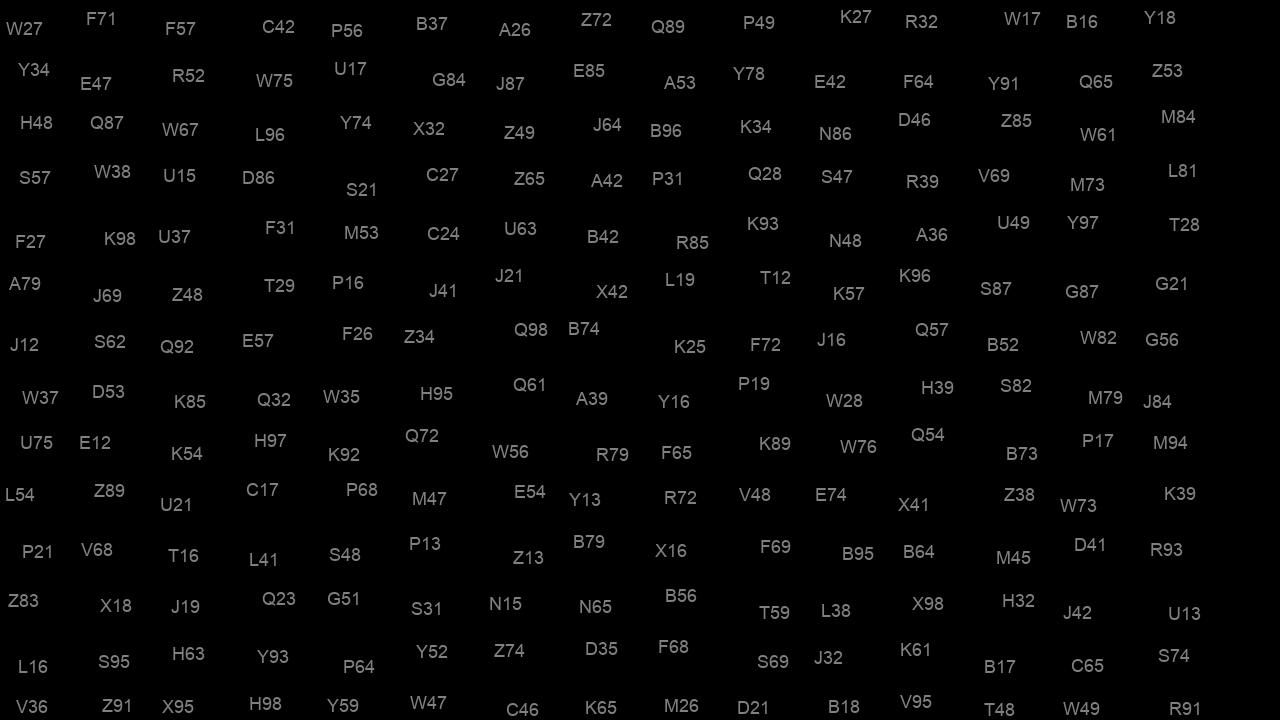 W27 F71 F57 C42 P56 B37 A26 Z72 Q89 P49 K27 R32 W17 B16 Y18
Y34 E47 R52 W75 U17 G84 J87 E85 A53 Y78 E42 F64 Y91 Q65 Z53
H48 Q87 W67 L96 Y74 X32 Z49 J64 B96 K34 N86 D46 Z85 W61 M84
S57 W38 U15 D86 S21 C27 Z65 A42 P31 Q28 S47 R39 V69 M73 L81
F27 K98 U37 F31 M53 C24 U63 B42 R85 K93 N48 A36 U49 Y97 T28
A79 J69 Z48 T29 P16 J41 J21 X42 L19 T12 K57 K96 S87 G87 G21
J12 S62 Q92 E57 F26 Z34 Q98 B74 K25 F72 J16 Q57 B52 W82 G56
W37 D53 K85 Q32 W35 H95 Q61 A39 Y16 P19 W28 H39 S82 M79 J84
U75 E12 K54 H97 K92 Q72 W56 R79 F65 K89 W76 Q54 B73 P17 M94
L54 Z89 U21 C17 P68 M47 E54 Y13 R72 V48 E74 X41 Z38 W73 K39
P21 V68 T16 L41 S48 P13 Z13 B79 X16 F69 B95 B64 M45 D41 R93
Z83 X18 J19 Q23 G51 S31 N15 N65 B56 T59 L38 X98 H32 J42 U13
L16 S95 H63 Y93 P64 Y52 Z74 D35 F68 S69 J32 K61 B17 C65 S74
V36 Z91 X95 H98 Y59 W47 C46 K65 M26 D21 B18 V95 T48 W49 R91